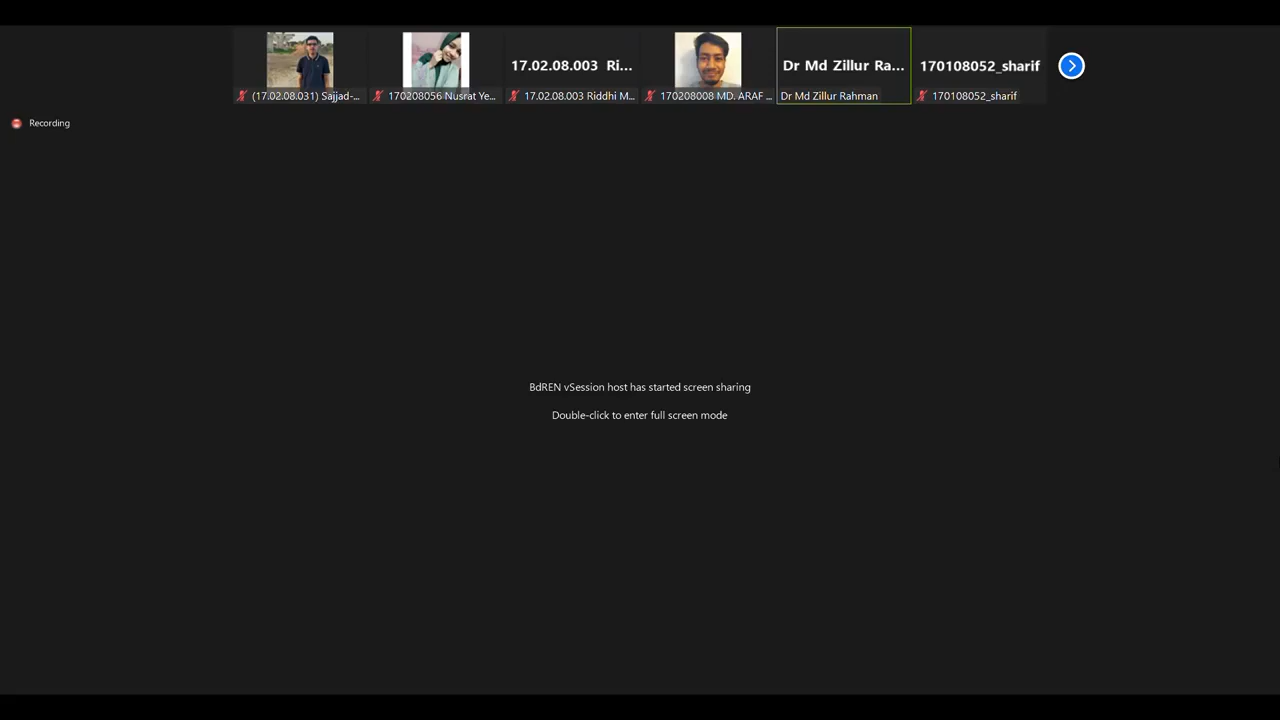 17.02.08.003 Ri...
Dr Md Zillur Ra...
170108052_sharif
(17.02.08.031) Sajjad-...
170208056 Nusrat Ye...
17.02.08.003 Riddhi M...
170208008 MD. ARAF ...
Dr Md Zillur Rahman
170108052_sharif
Recording
BdREN vSession host has started screen sharing
Double-click to enter full screen mode